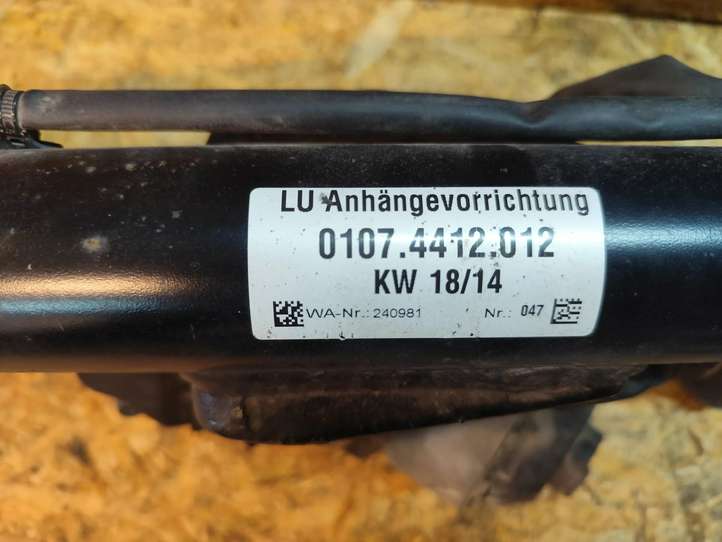 LU Anhängevorrichtung
0107.4412.012
KW 18/14
WA-Nr.: 240981 Nr.: 047